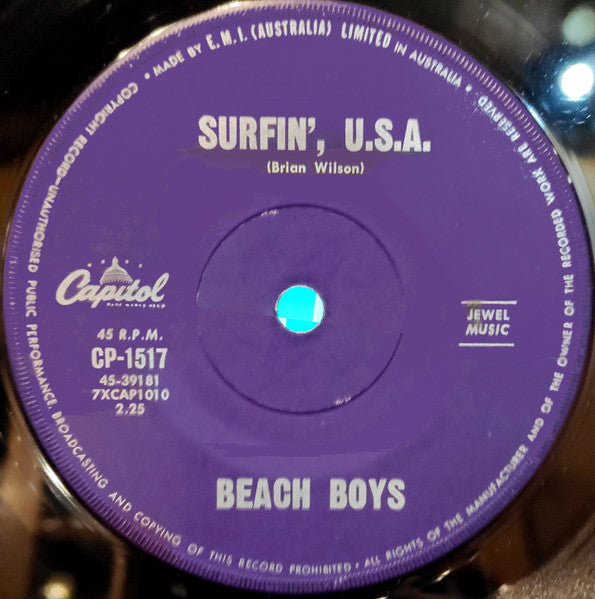 • MADE BY E.M.I. (AUSTRALIA) LIMITED IN AUSTRALIA •
SURFIN', U.S.A.
(Brian Wilson)
Capitol
45 R.P.M.
CP-1517
45-39181
7XCAP1010
2.25
JEWEL
MUSIC
BEACH BOYS
COPYRIGHT RECORD—UNAUTHORISED PUBLIC PERFORMANCE, BROADCASTING AND COPYING OF THIS RECORD PROHIBITED • ALL RIGHTS OF THE MANUFACTURER AND OF THE OWNER OF THE RECORDED WORK ARE RESERVED